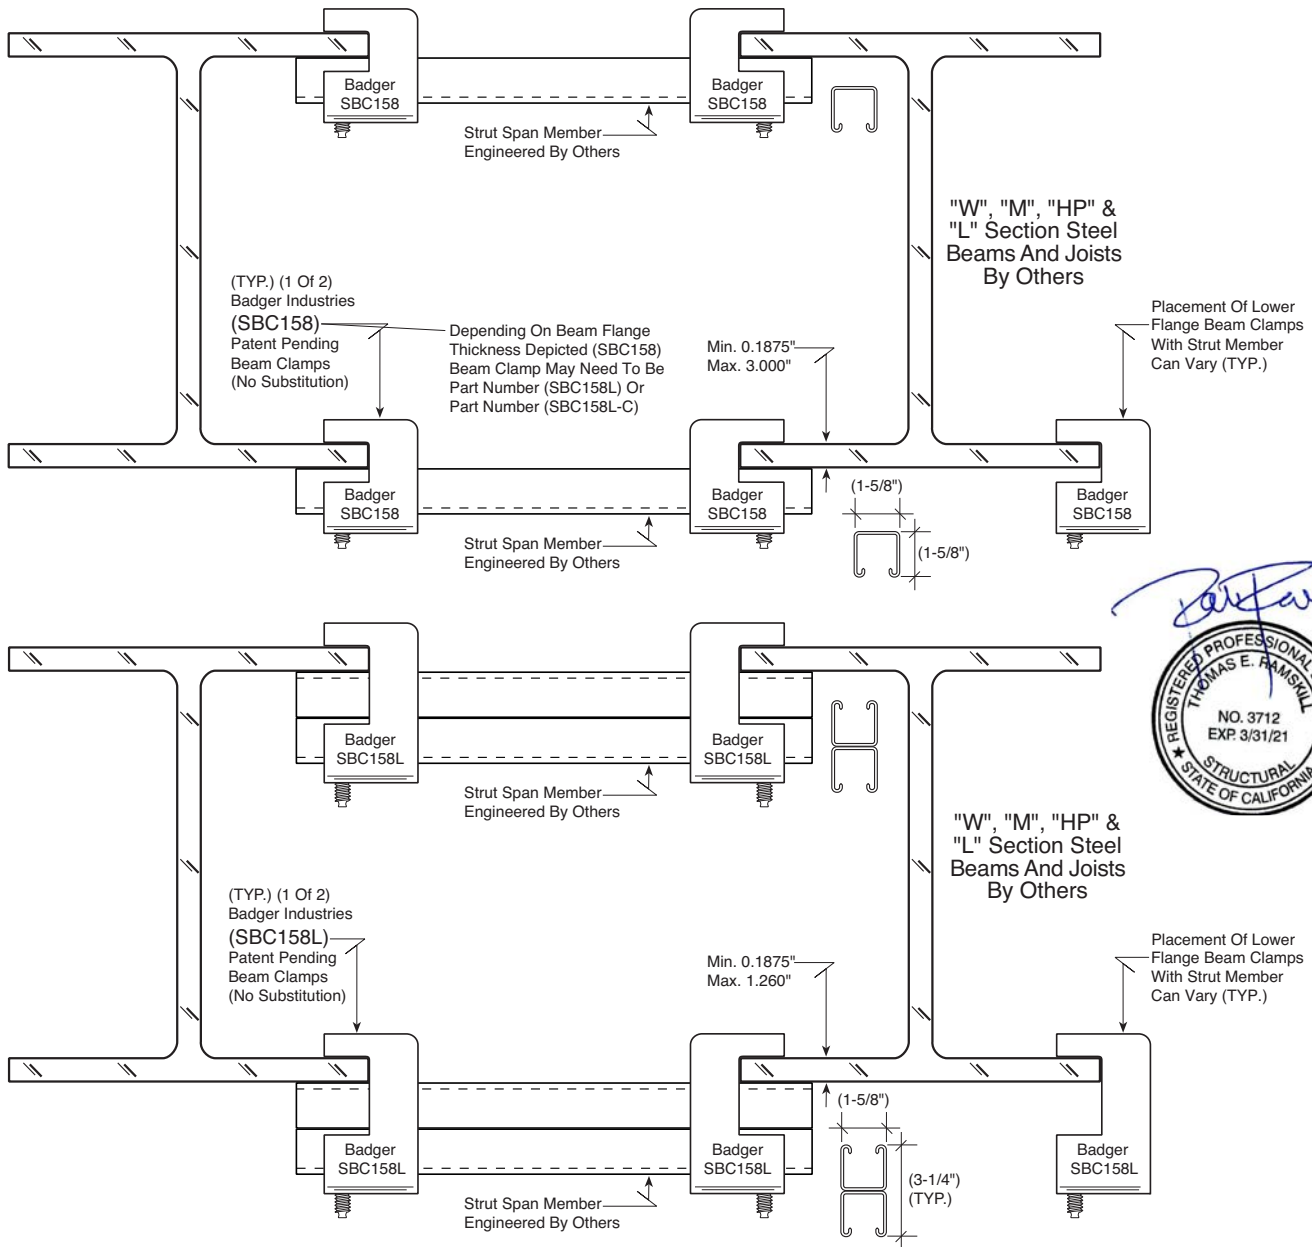 Badger
SBC158
Badger
SBC158
Strut Span Member
Engineered By Others
"W", "M", "HP" &
"L" Section Steel
Beams And Joists
By Others
(TYP.) (1 Of 2)
Badger Industries
(SBC158)
Patent Pending
Beam Clamps
(No Substitution)
Depending On Beam Flange
Thickness Depicted (SBC158)
Beam Clamp May Need To Be
Part Number (SBC158L) Or
Part Number (SBC158L-C)
Min. 0.1875"
Max. 3.000"
Placement Of Lower
Flange Beam Clamps
With Strut Member
Can Vary (TYP.)
Badger
SBC158
Badger
SBC158
(1-5/8")
(1-5/8")
Badger
SBC158
Strut Span Member
Engineered By Others
REGISTERED PROFESSIONAL
THOMAS E. RAMSKILL
NO. 3712
EXP. 3/31/21
STRUCTURAL
★ STATE OF CALIFORNIA
Badger
SBC158L
Badger
SBC158L
Strut Span Member
Engineered By Others
"W", "M", "HP" &
"L" Section Steel
Beams And Joists
By Others
(TYP.) (1 Of 2)
Badger Industries
(SBC158L)
Patent Pending
Beam Clamps
(No Substitution)
Min. 0.1875"
Max. 1.260"
Placement Of Lower
Flange Beam Clamps
With Strut Member
Can Vary (TYP.)
Badger
SBC158L
Badger
SBC158L
(1-5/8")
(3-1/4")
(TYP.)
Badger
SBC158L
Strut Span Member
Engineered By Others